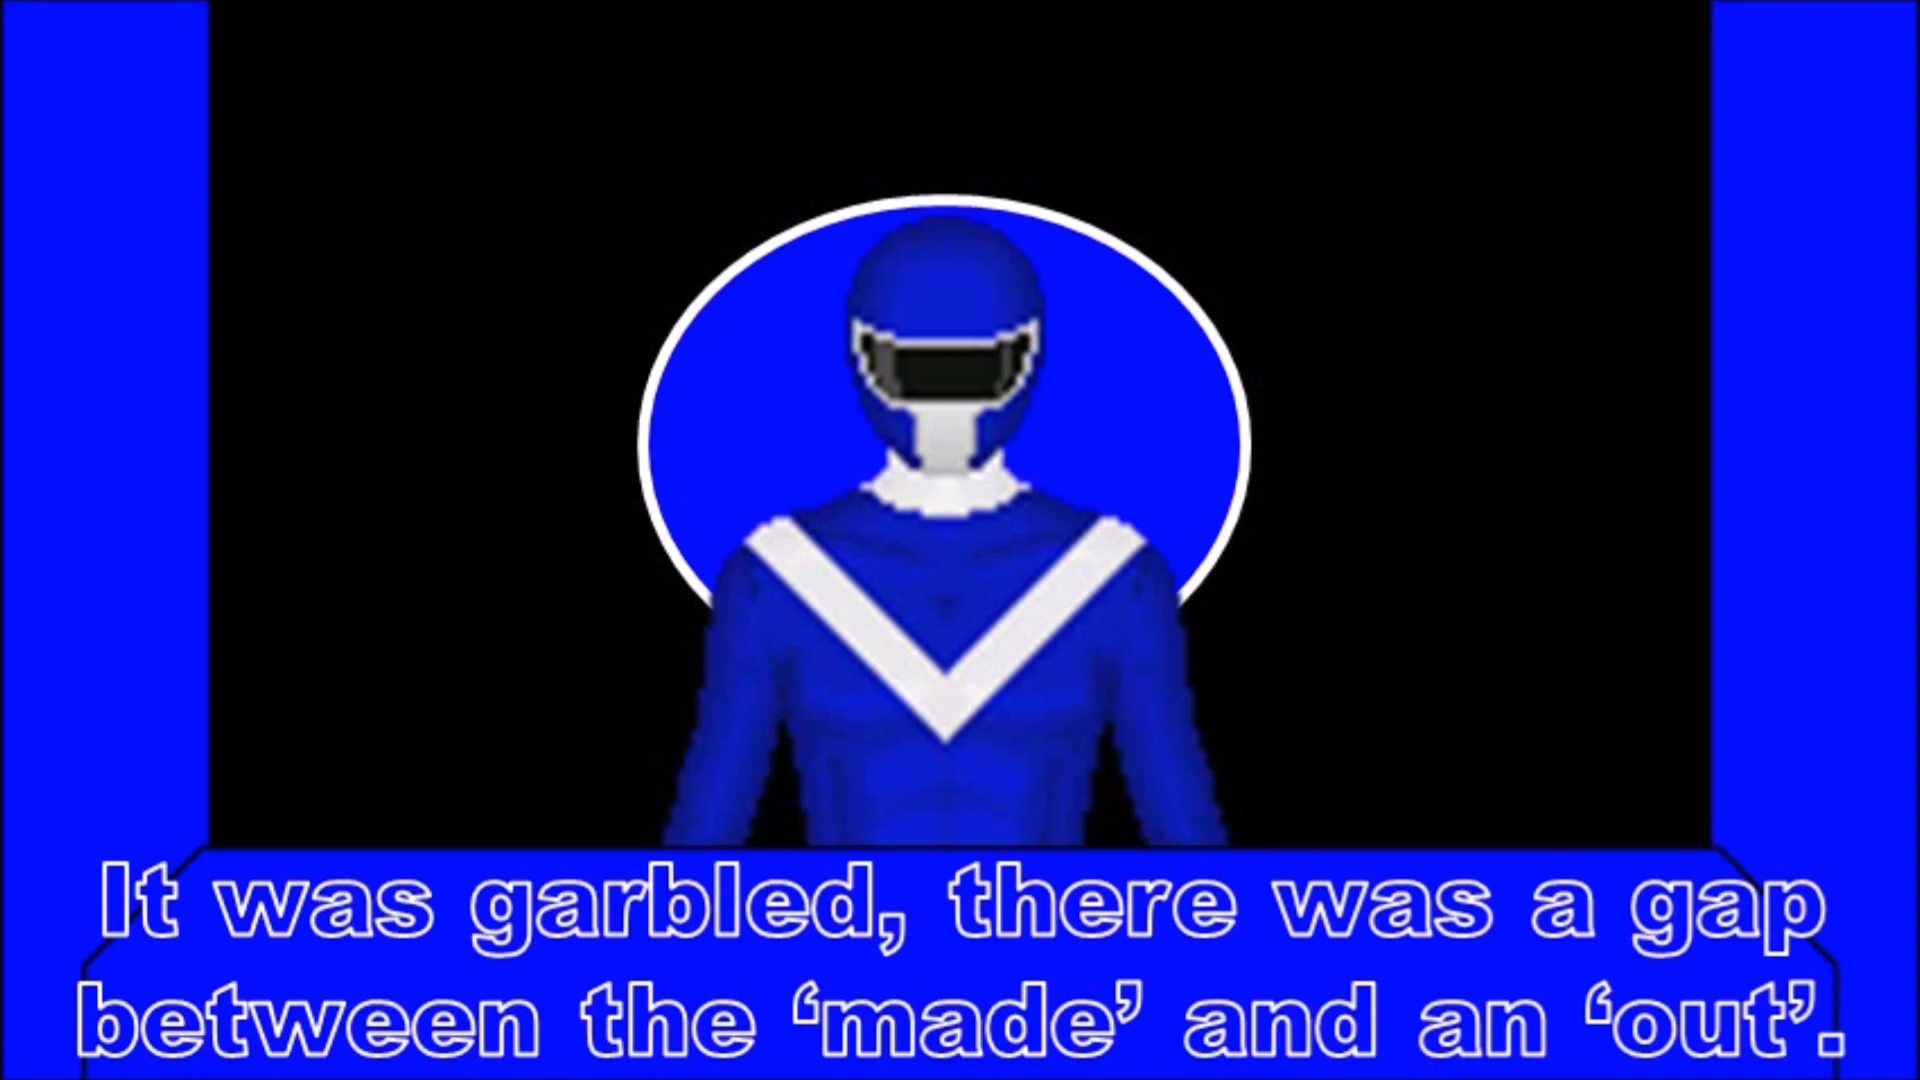 It was garbled, there was a gap
between the ‘made’ and an ‘out’.